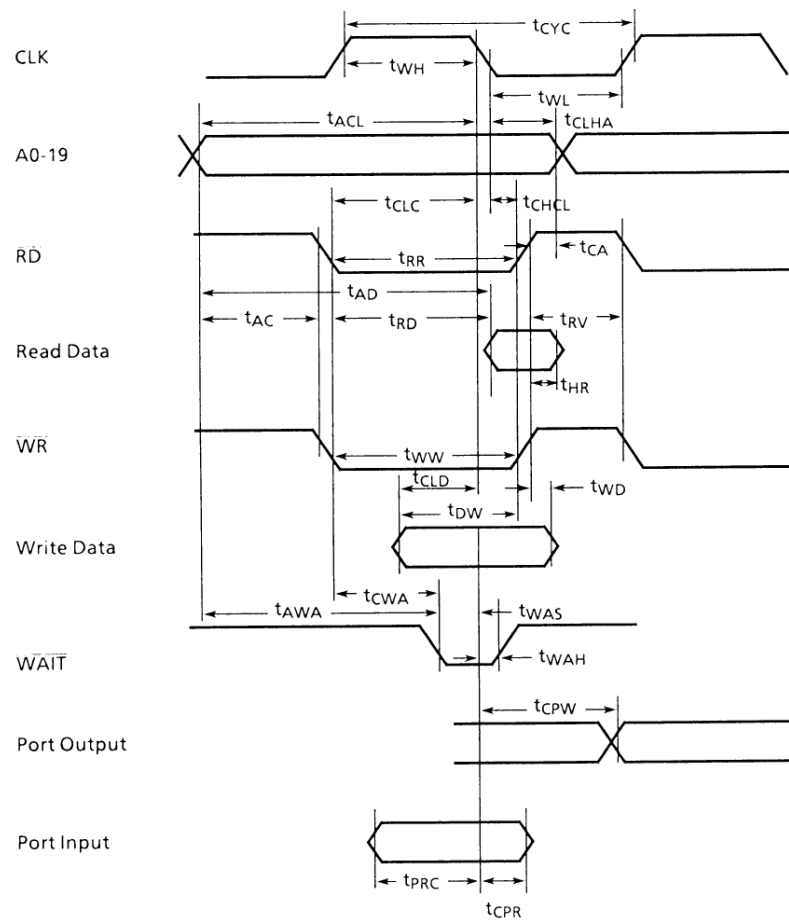 tCYC
CLK
tWH
tWL
tACL
tCLHA
A0-19
tCLC
tCHCL
RD
tRR
tCA
tAD
tAC
tRD
tRV
Read Data
tHR
WR
tWW
tCLD
tWD
tDW
Write Data
tCWA
tAWA
tWAS
WAIT
tWAH
tCPW
Port Output
Port Input
tPRC
tCPR